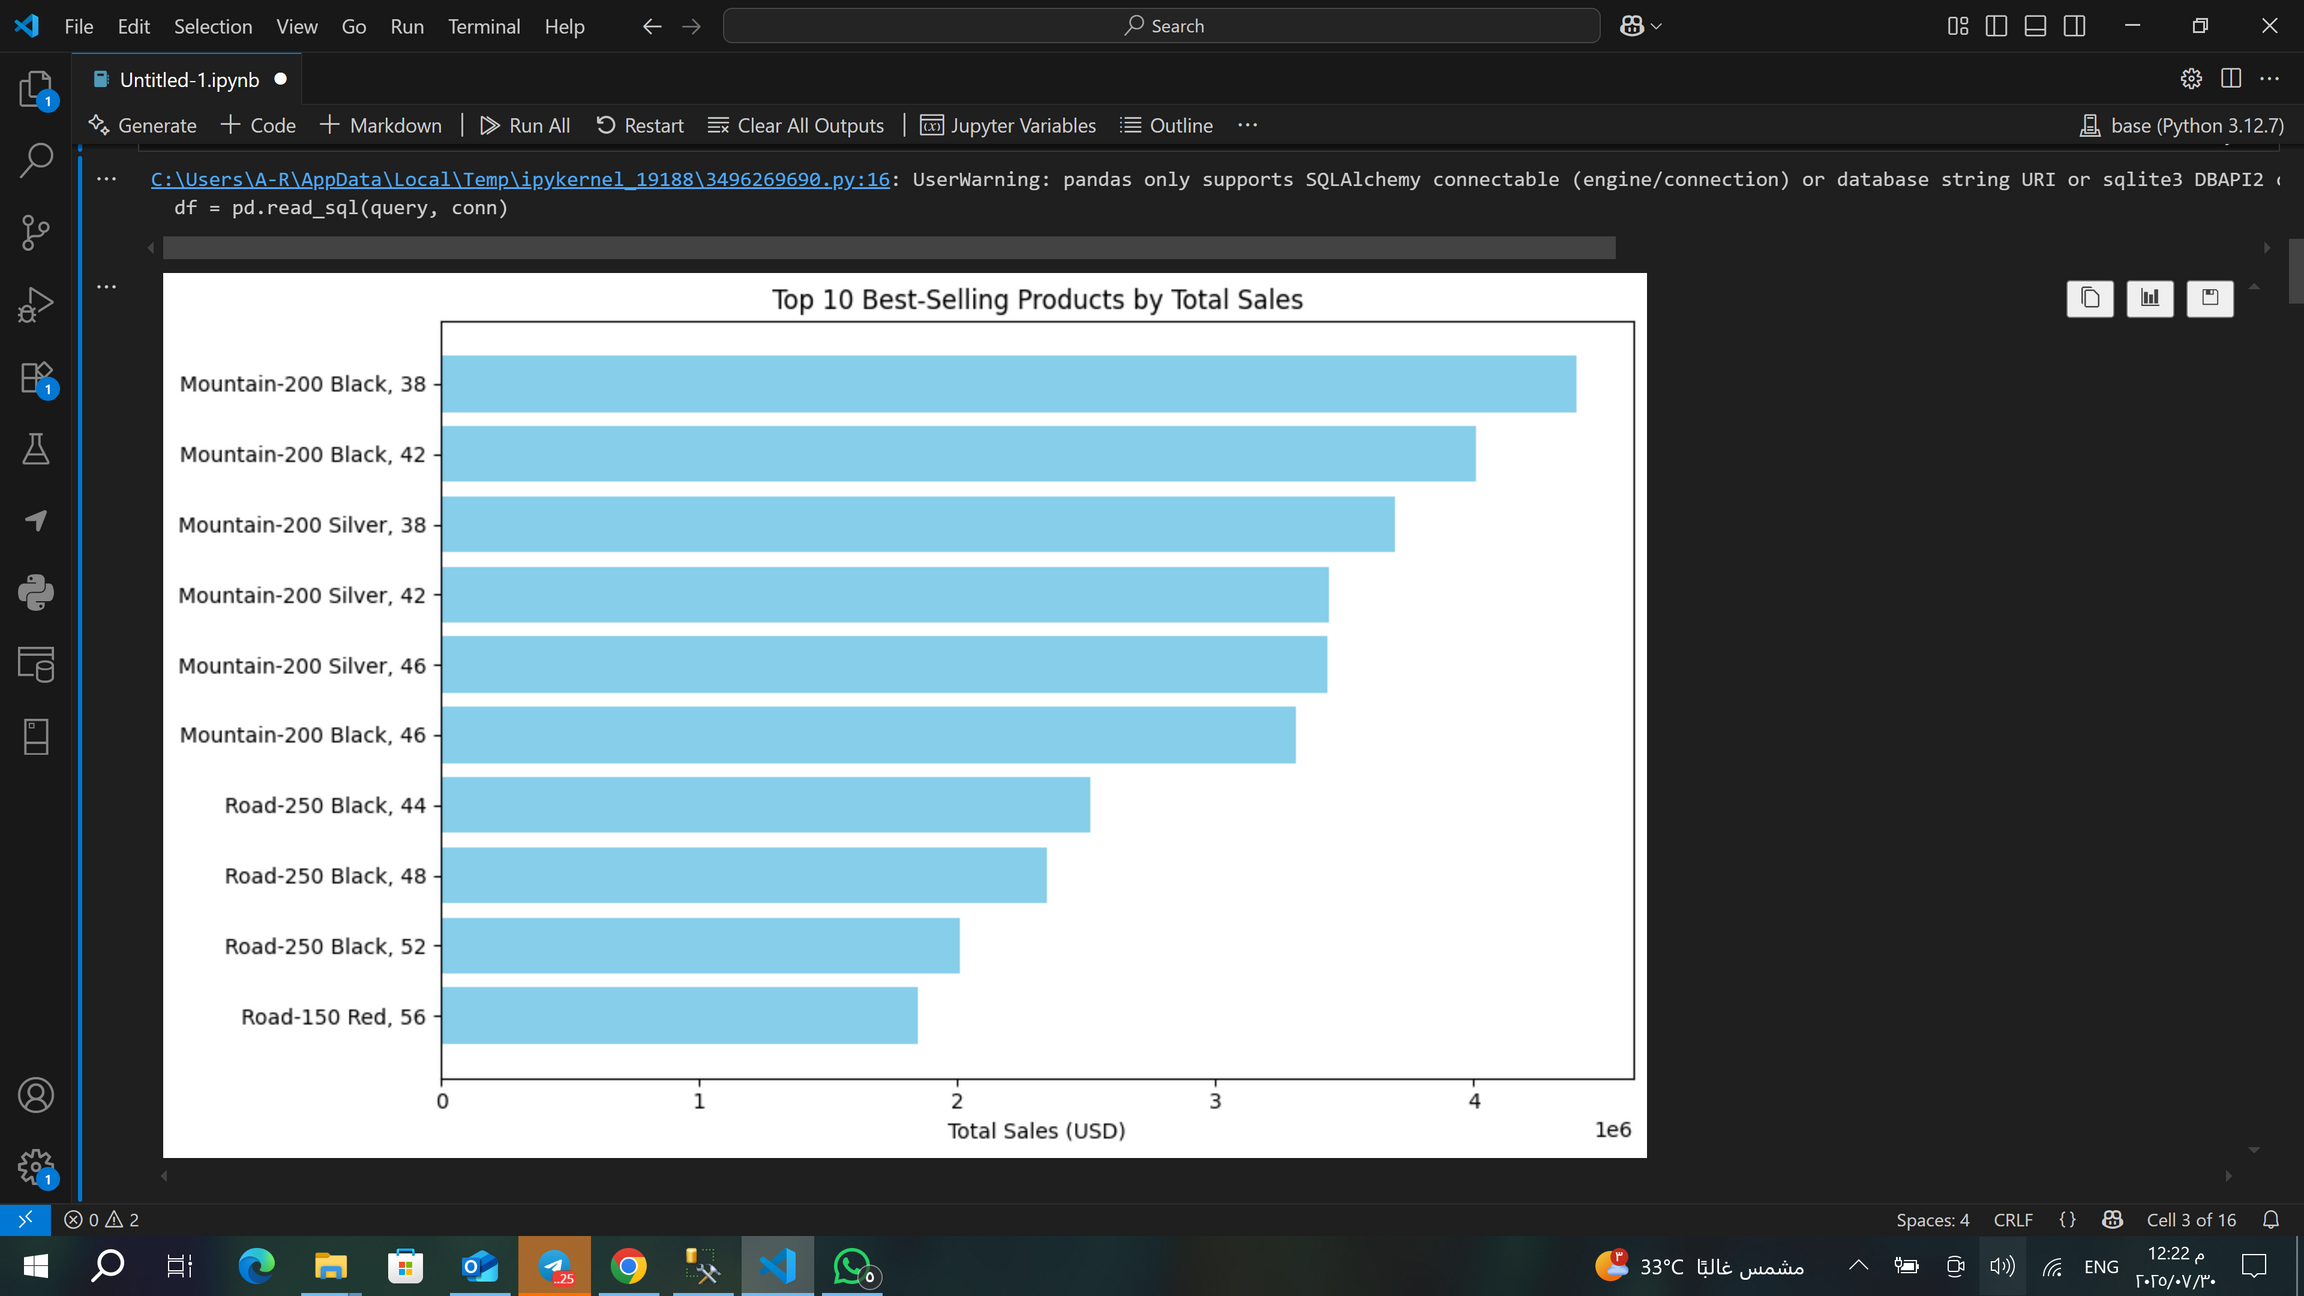 File Edit Selection View Go Run Terminal Help
Search
Untitled-1.ipynb
Generate Code Markdown Run All Restart Clear All Outputs Jupyter Variables Outline ... base (Python 3.12.7)
C:\Users\A-R\AppData\Local\Temp\ipykernel_19188\3496269690.py:16: UserWarning: pandas only supports SQLAlchemy connectable (engine/connection) or database string URI or sqlite3 DBAPI2
df = pd.read_sql(query, conn)
Top 10 Best-Selling Products by Total Sales
Mountain-200 Black, 38
Mountain-200 Black, 42
Mountain-200 Silver, 38
Mountain-200 Silver, 42
Mountain-200 Silver, 46
Mountain-200 Black, 46
Road-250 Black, 44
Road-250 Black, 48
Road-250 Black, 52
Road-150 Red, 56
0 1 2 3 4
Total Sales (USD) 1e6
1
1
1
0 2 Spaces: 4 CRLF {} Cell 3 of 16
..25
٥
٣
33°C مشمس غالبًا
ENG
12:22 م
٢٠٢٥/٠٧/٣٠